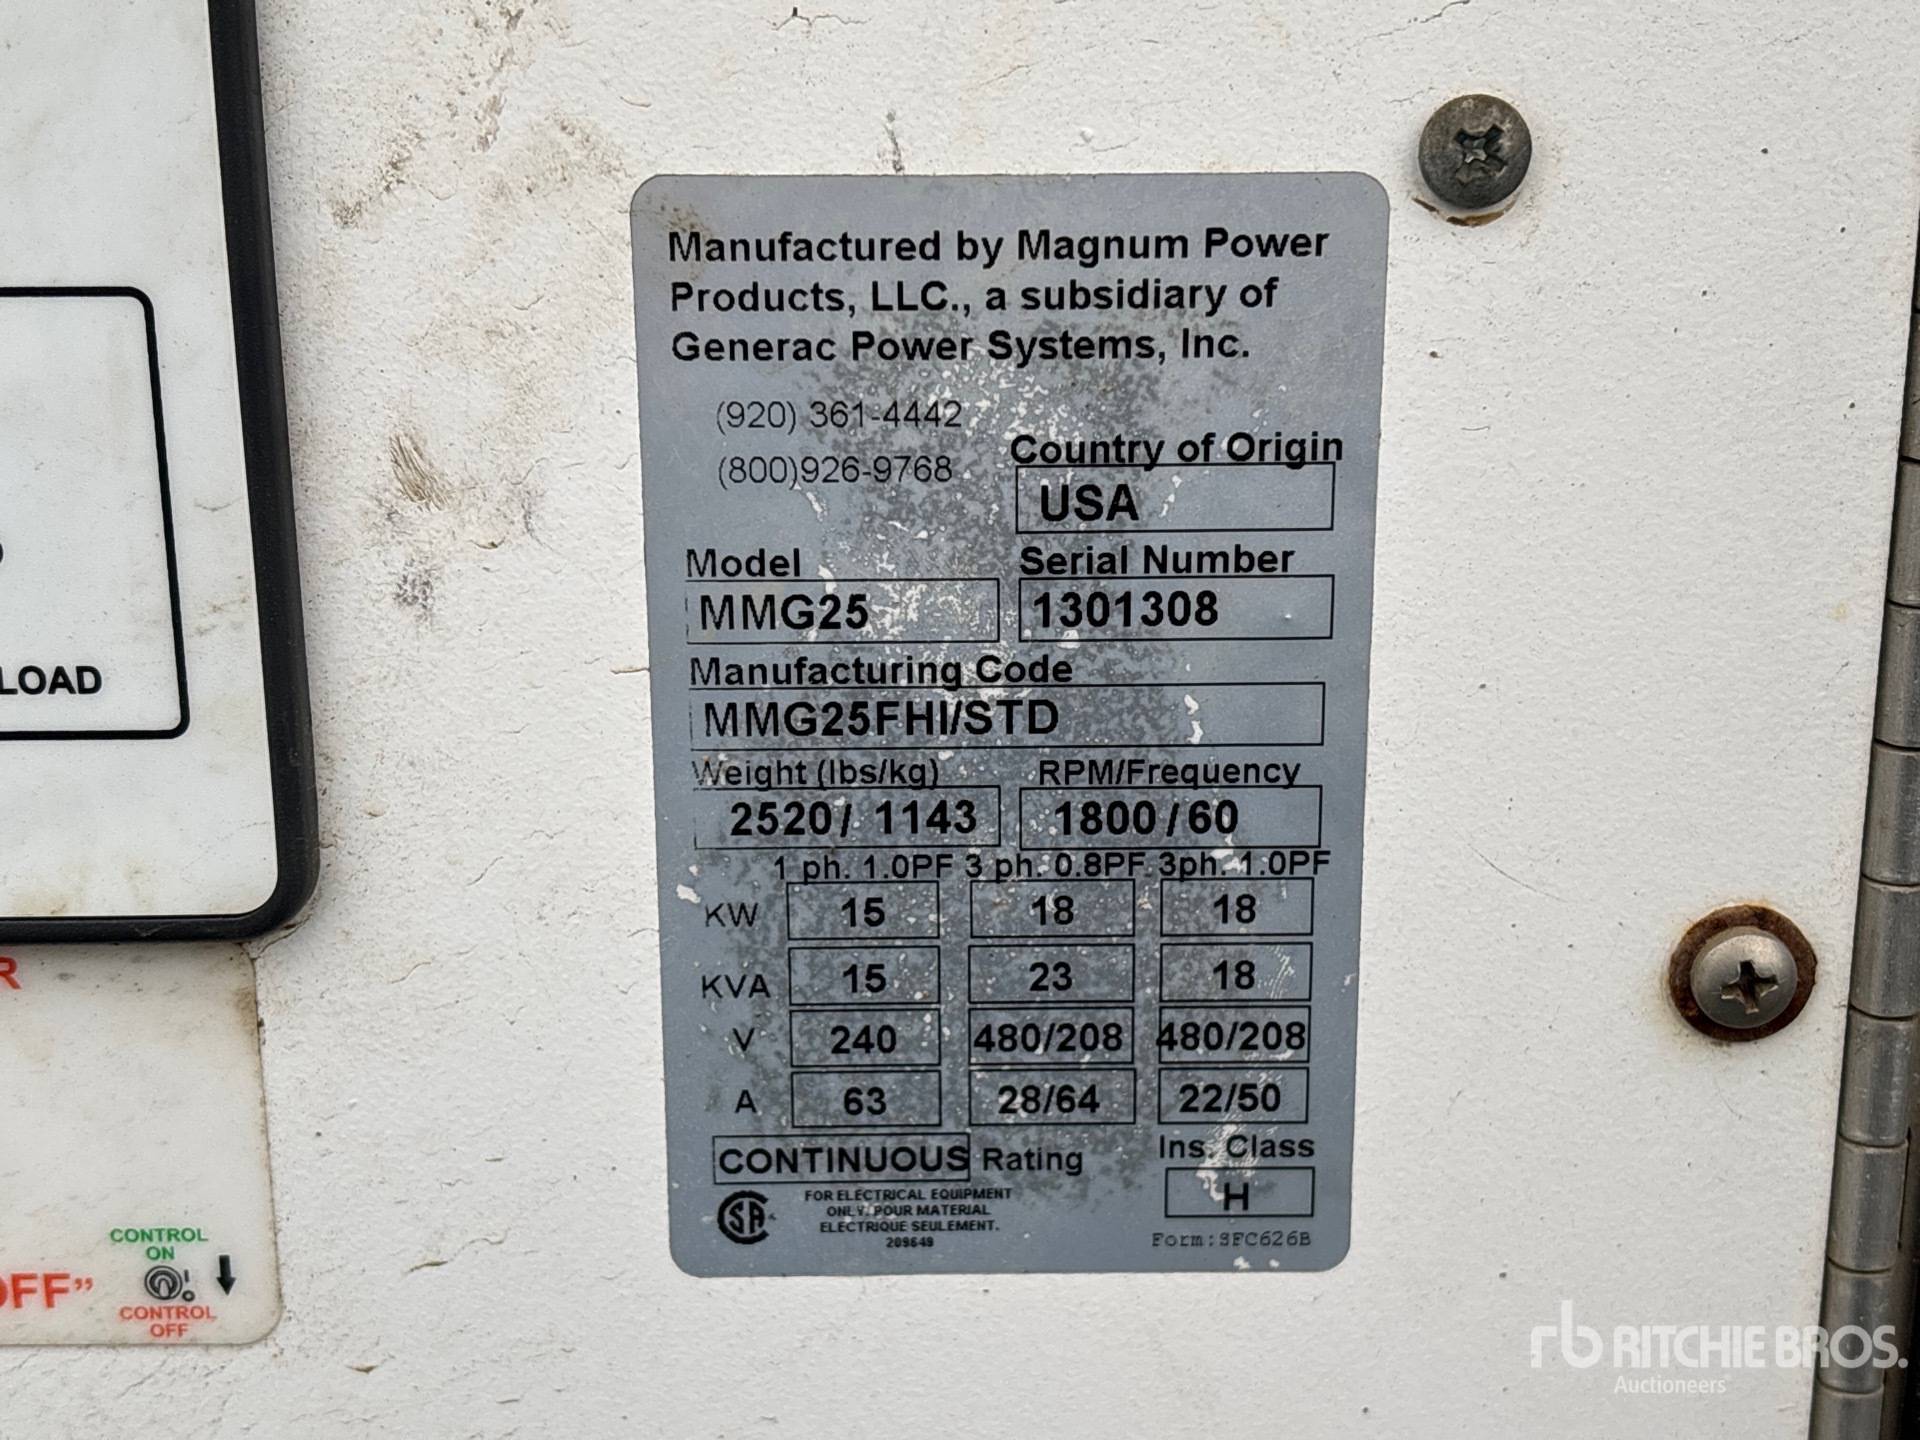 Manufactured by Magnum Power
Products, LLC., a subsidiary of
Generac Power Systems, Inc.
(920) 361-4442
(800)926-9768
Country of Origin
USA
Model
Serial Number
MMG25
1301308
Manufacturing Code
MMG25FHI/STD
Weight (lbs/kg)
RPM/Frequency
2520/ 1143
1800/60
1 ph. 1.0PF 3 ph. 0.8PF 3ph. 1.0PF
KW 15 18 18
KVA 15 23 18
V 240 480/208 480/208
A 63 28/64 22/50
CONTINUOUS Rating
Ins. Class
H
SA
FOR ELECTRICAL EQUIPMENT
ONLY. POUR MATERIAL
ELECTRIQUE SEULEMENT.
209649
Form:SFC626B
LOAD
R
CONTROL
ON
OFF”
CONTROL
OFF
rb RITCHIE BROS.
Auctioneers